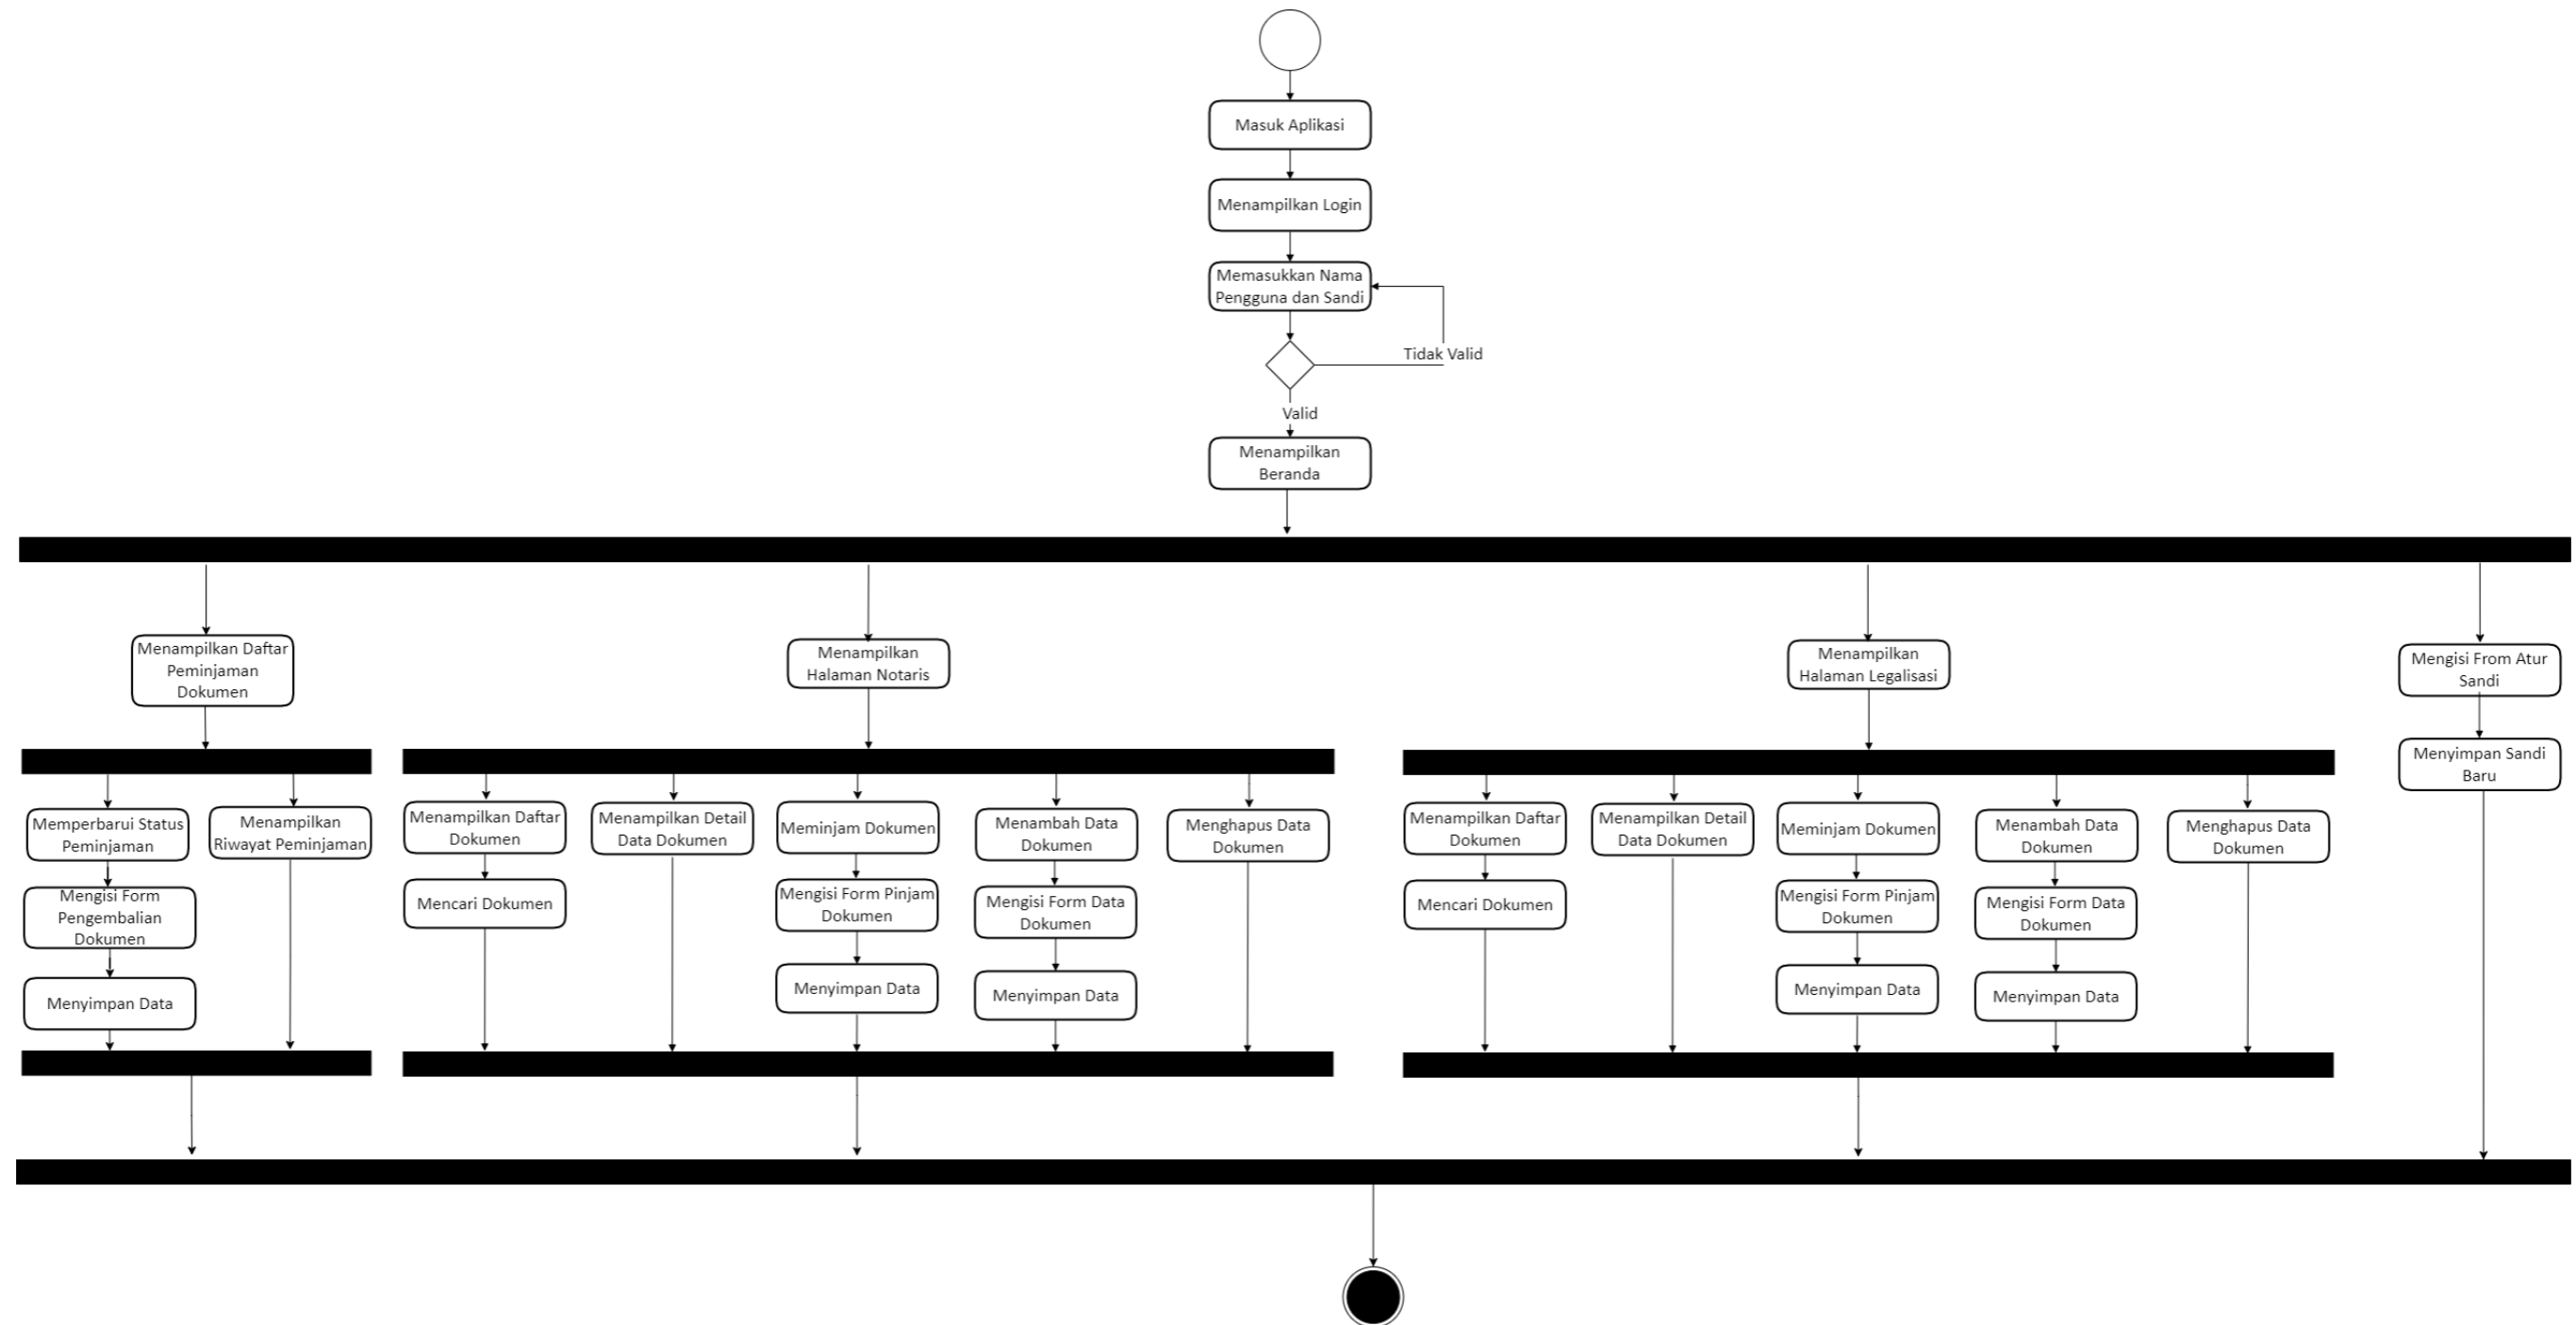 Masuk Aplikasi
Menampilkan Login
Memasukkan Nama
Pengguna dan Sandi
Tidak Valid
Valid
Menampilkan
Beranda
Menampilkan Daftar
Peminjaman
Dokumen
Menampilkan
Halaman Notaris
Menampilkan
Halaman Legalisasi
Mengisi From Atur
Sandi
Memperbarui Status
Peminjaman
Mengisi Form
Pengembalian
Dokumen
Menyimpan Data
Menampilkan
Riwayat Peminjaman
Menampilkan Daftar
Dokumen
Mencari Dokumen
Menampilkan Detail
Data Dokumen
Meminjam Dokumen
Mengisi Form Pinjam
Dokumen
Menyimpan Data
Menambah Data
Dokumen
Mengisi Form Data
Dokumen
Menyimpan Data
Menghapus Data
Dokumen
Menampilkan Daftar
Dokumen
Mencari Dokumen
Menampilkan Detail
Data Dokumen
Meminjam Dokumen
Mengisi Form Pinjam
Dokumen
Menyimpan Data
Menambah Data
Dokumen
Mengisi Form Data
Dokumen
Menyimpan Data
Menghapus Data
Dokumen
Menyimpan Sandi
Baru